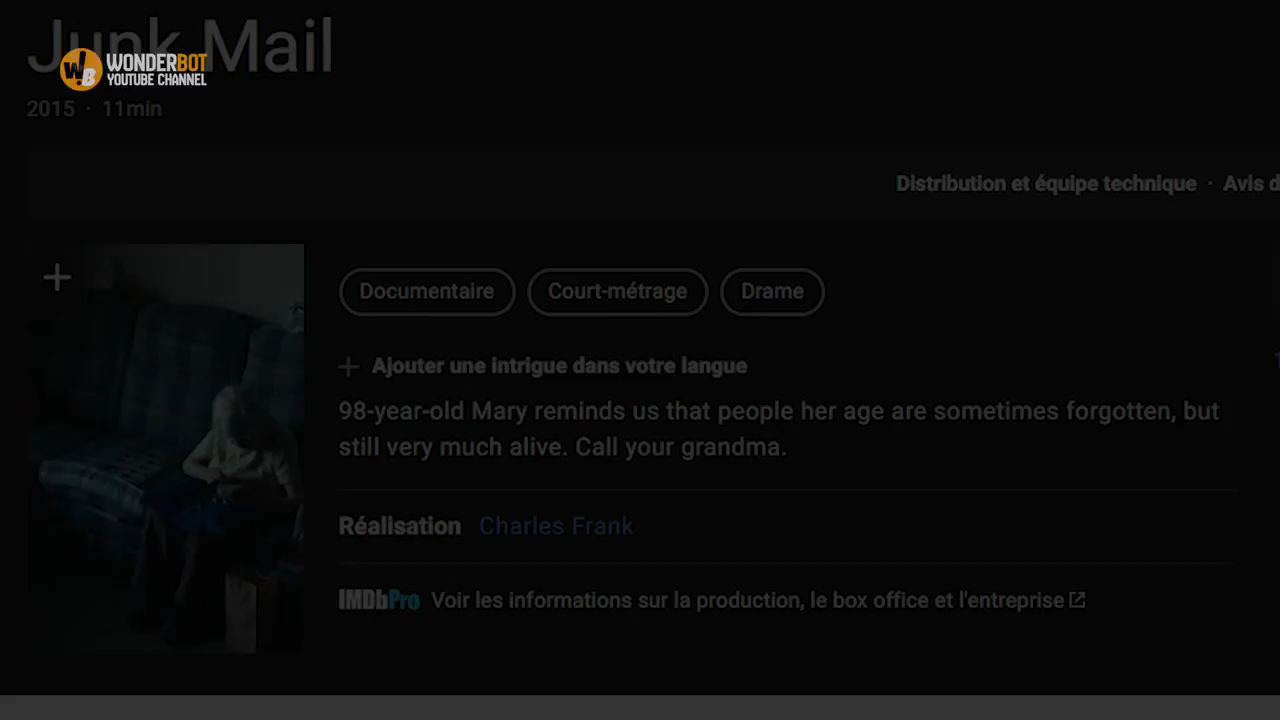 Junk Mail
WONDERBOT
YOUTUBE CHANNEL
2015 · 11min
Distribution et équipe technique · Avis d
Documentaire Court-métrage Drame
Ajouter une intrigue dans votre langue
98-year-old Mary reminds us that people her age are sometimes forgotten, but
still very much alive. Call your grandma.
Réalisation Charles Frank
IMDbPro Voir les informations sur la production, le box office et l'entreprise